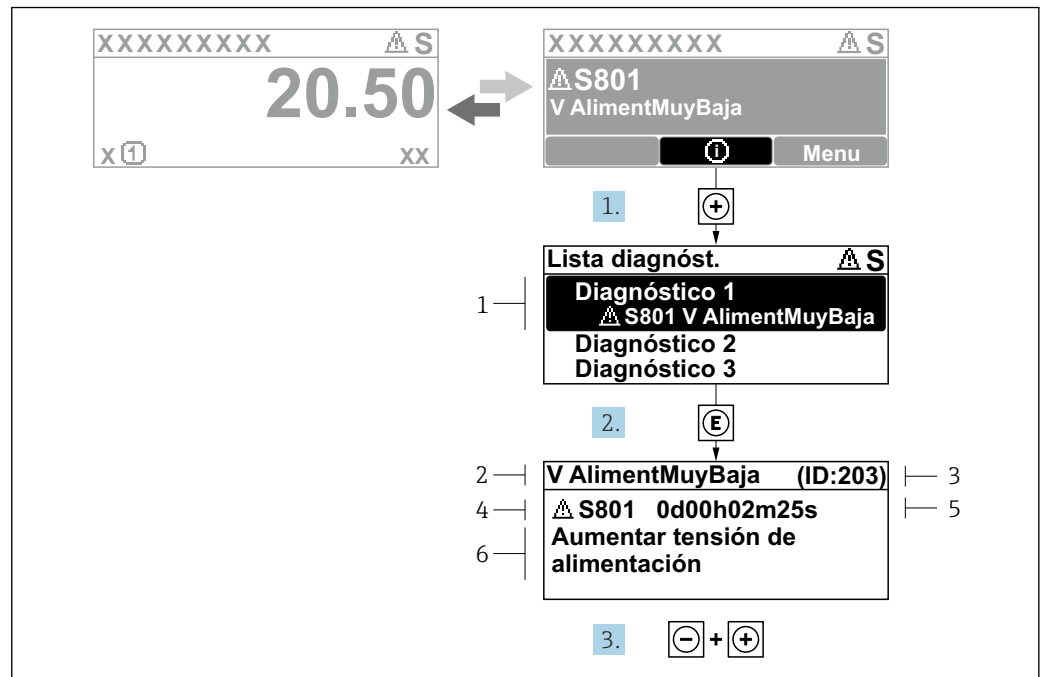 XXXXXXXXX ⚠ S
20.50
x ① xx
XXXXXXXXX ⚠ S
⚠ S801
V AlimentMuyBaja
ⓘ Menu
1. +
Lista diagnóst. ⚠ S
1
Diagnóstico 1
⚠ S801 V AlimentMuyBaja
Diagnóstico 2
Diagnóstico 3
2. E
2 V AlimentMuyBaja (ID:203) 3
4 ⚠ S801 0d00h02m25s 5
6 Aumentar tensión de
alimentación
3. - + +